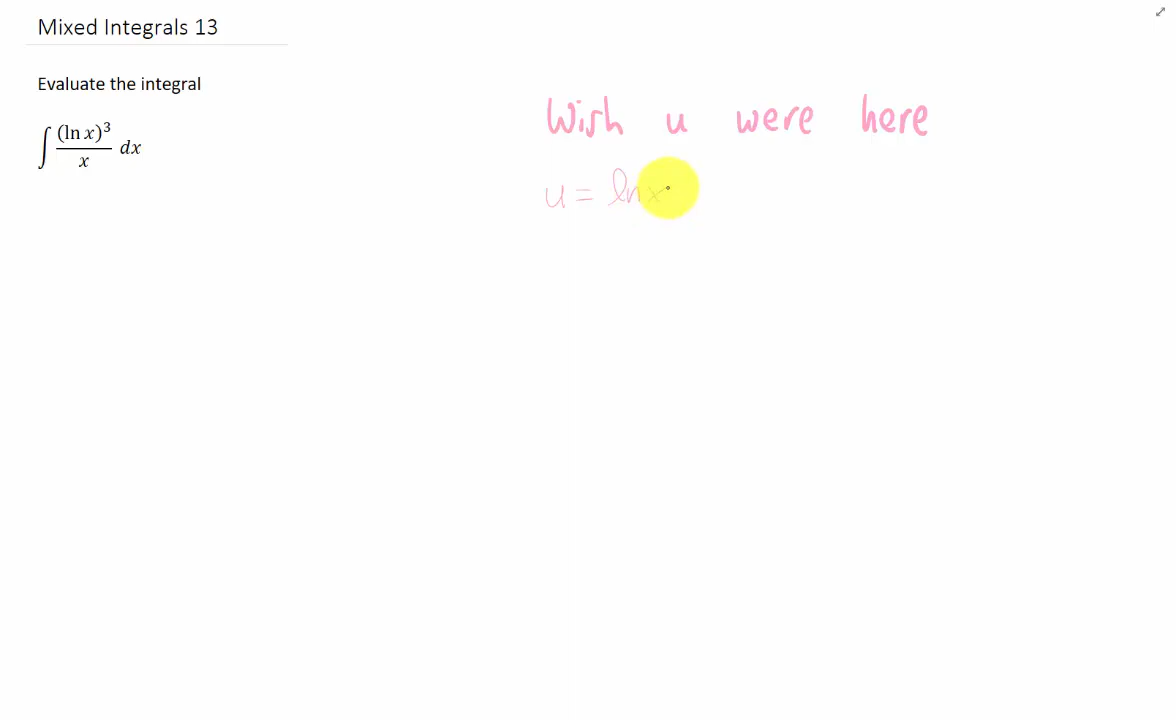 Mixed Integrals 13
Evaluate the integral
∫ (ln x)³ / x dx
Wish u were here
u = ln x